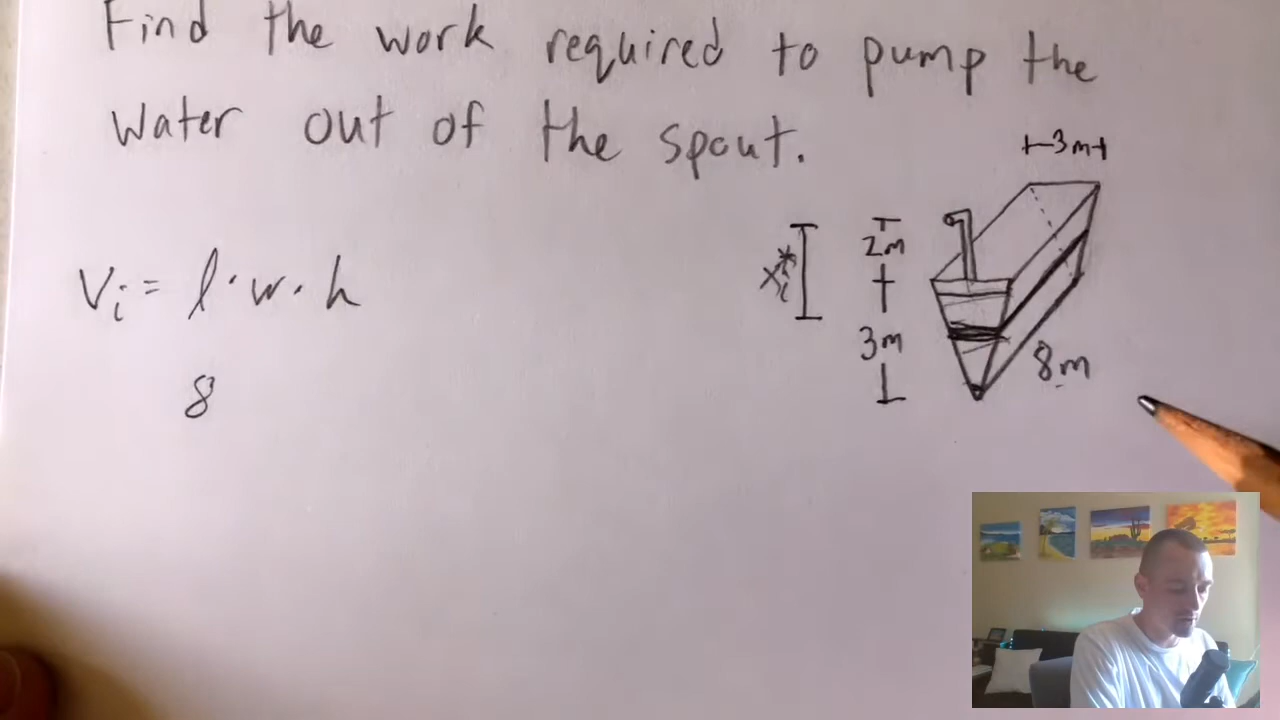 Find the work required to pump the
water out of the spout.
⊢3m⊣
2m
x*i
3m
8m
Vi = l·w·h
8